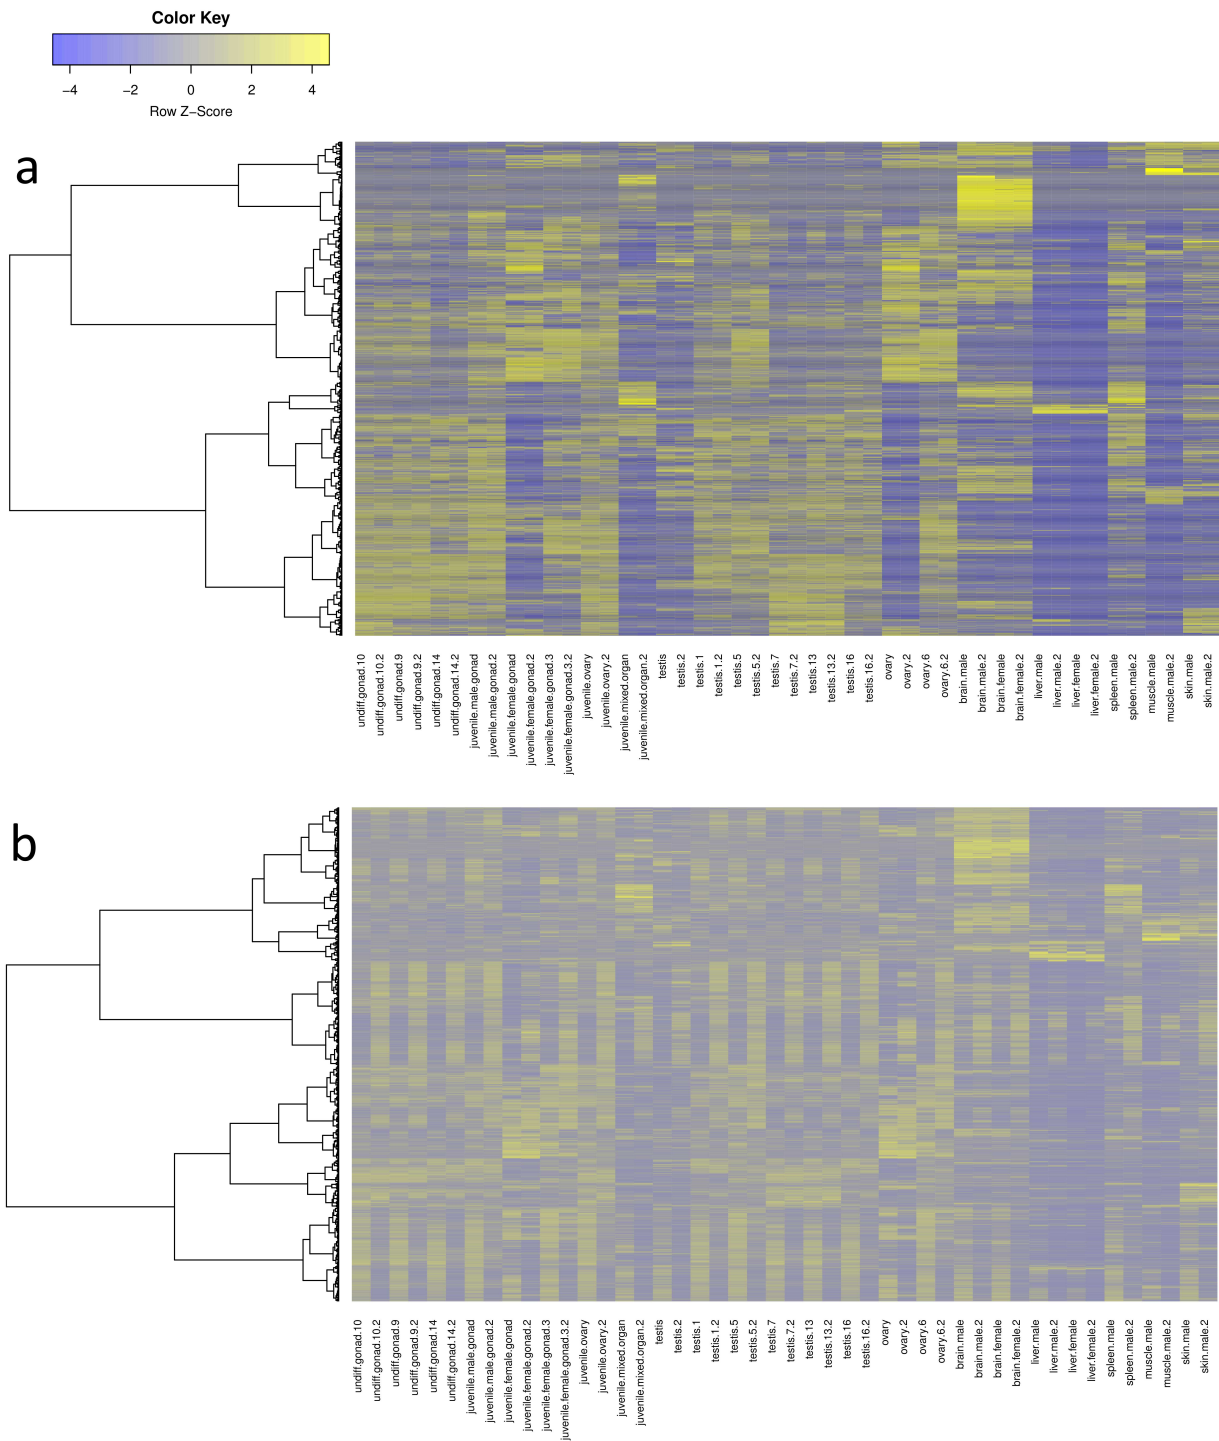 Color Key
−4 −2 0 2 4
Row Z−Score
a
undiff.gonad.10
undiff.gonad.10.2
undiff.gonad.9
undiff.gonad.9.2
undiff.gonad.14
undiff.gonad.14.2
juvenile.male.gonad
juvenile.male.gonad.2
juvenile.female.gonad
juvenile.female.gonad.2
juvenile.female.gonad.3
juvenile.female.gonad.3.2
juvenile.ovary
juvenile.ovary.2
juvenile.mixed.organ
juvenile.mixed.organ.2
testis
testis.2
testis.1
testis.1.2
testis.5
testis.5.2
testis.7
testis.7.2
testis.13
testis.13.2
testis.16
testis.16.2
ovary
ovary.2
ovary.6
ovary.6.2
brain.male
brain.male.2
brain.female
brain.female.2
liver.male
liver.male.2
liver.female
liver.female.2
spleen.male
spleen.male.2
muscle.male
muscle.male.2
skin.male
skin.male.2
b
undiff.gonad.10
undiff.gonad.10.2
undiff.gonad.9
undiff.gonad.9.2
undiff.gonad.14
undiff.gonad.14.2
juvenile.male.gonad
juvenile.male.gonad.2
juvenile.female.gonad
juvenile.female.gonad.2
juvenile.female.gonad.3
juvenile.female.gonad.3.2
juvenile.ovary
juvenile.ovary.2
juvenile.mixed.organ
juvenile.mixed.organ.2
testis
testis.2
testis.1
testis.1.2
testis.5
testis.5.2
testis.7
testis.7.2
testis.13
testis.13.2
testis.16
testis.16.2
ovary
ovary.2
ovary.6
ovary.6.2
brain.male
brain.male.2
brain.female
brain.female.2
liver.male
liver.male.2
liver.female
liver.female.2
spleen.male
spleen.male.2
muscle.male
muscle.male.2
skin.male
skin.male.2